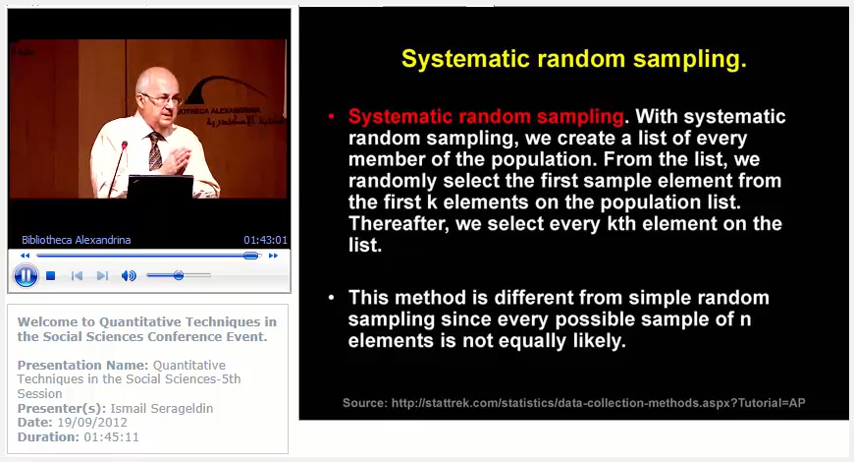 BIBLIOTHECA ALEXANDRINA
مكتبة الإسكندرية
Bibliotheca Alexandrina 01:43:01
Welcome to Quantitative Techniques in
the Social Sciences Conference Event.
Presentation Name: Quantitative
Techniques in the Social Sciences-5th
Session
Presenter(s): Ismail Serageldin
Date: 19/09/2012
Duration: 01:45:11
Systematic random sampling.
• Systematic random sampling. With systematic
random sampling, we create a list of every
member of the population. From the list, we
randomly select the first sample element from
the first k elements on the population list.
Thereafter, we select every kth element on the
list.
• This method is different from simple random
sampling since every possible sample of n
elements is not equally likely.
Source: http://stattrek.com/statistics/data-collection-methods.aspx?Tutorial=AP